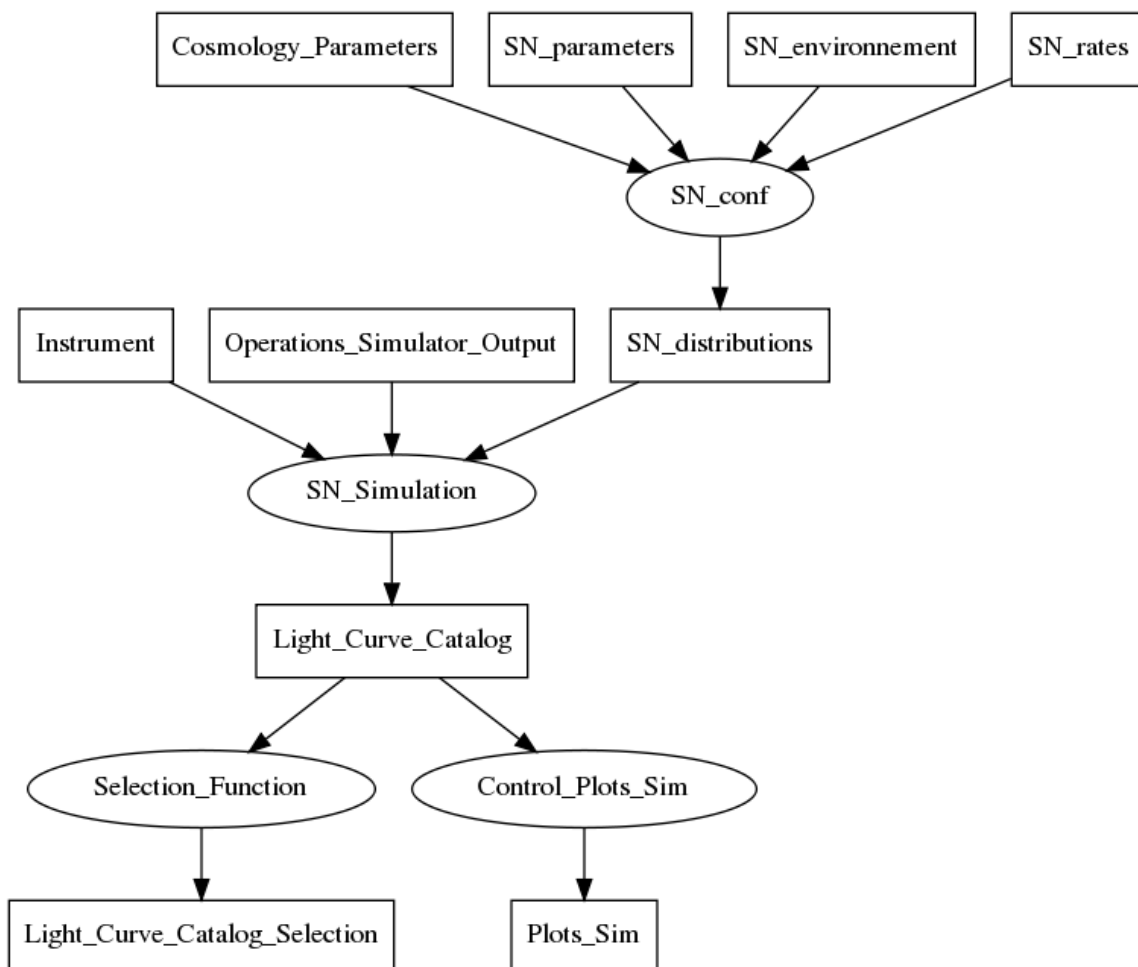 Cosmology_Parameters
SN_parameters
SN_environnement
SN_rates
SN_conf
Instrument
Operations_Simulator_Output
SN_distributions
SN_Simulation
Light_Curve_Catalog
Selection_Function
Control_Plots_Sim
Light_Curve_Catalog_Selection
Plots_Sim